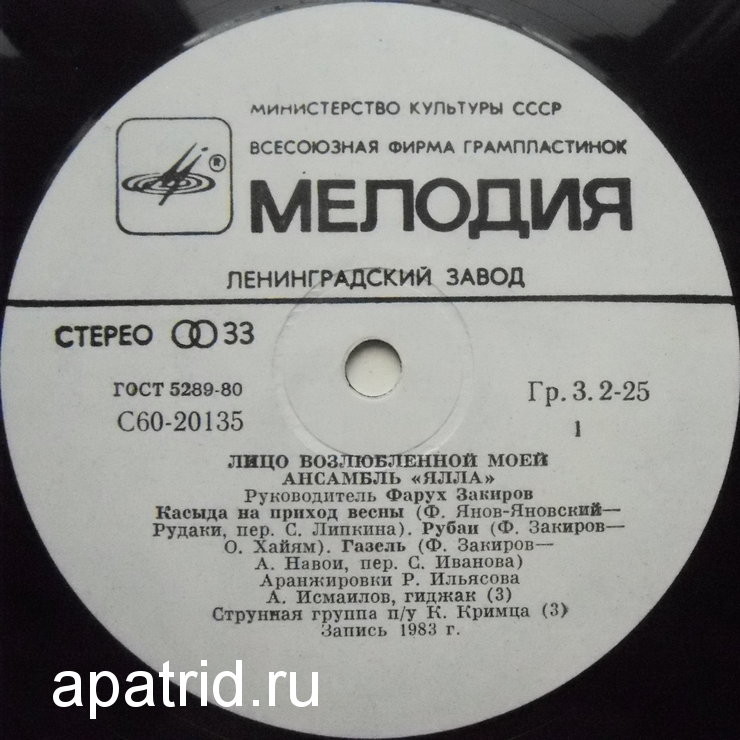 МИНИСТЕРСТВО КУЛЬТУРЫ СССР
ВСЕСОЮЗНАЯ ФИРМА ГРАМПЛАСТИНОК
®
МЕЛОДИЯ
ЛЕНИНГРАДСКИЙ ЗАВОД
СТЕРЕО 33
ГОСТ 5289-80
Гр. 3. 2-25
С60-20135
1
ЛИЦО ВОЗЛЮБЛЕННОЙ МОЕЙ
АНСАМБЛЬ «ЯЛЛА»
Руководитель Фарух Закиров
Касыда на приход весны (Ф. Янов-Яновский—
Рудаки, пер. С. Липкина). Рубаи (Ф. Закиров—
О. Хайям). Газель (Ф. Закиров—
А. Навои, пер. С. Иванова)
Аранжировки Р. Ильясова
А. Исмаилов, гиджак (3)
Струнная группа п/у К. Кримца (3)
Запись 1983 г.
apatrid.ru